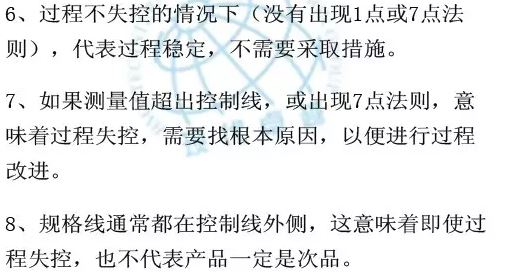 6、过程不失控的情况下（没有出现1点或7点法
则），代表过程稳定，不需要采取措施。
7、如果测量值超出控制线，或出现7点法则，意
味着过程失控，需要找根本原因，以便进行过程
改进。
8、规格线通常都在控制线外侧，这意味着即使过
程失控，也不代表产品一定是次品。